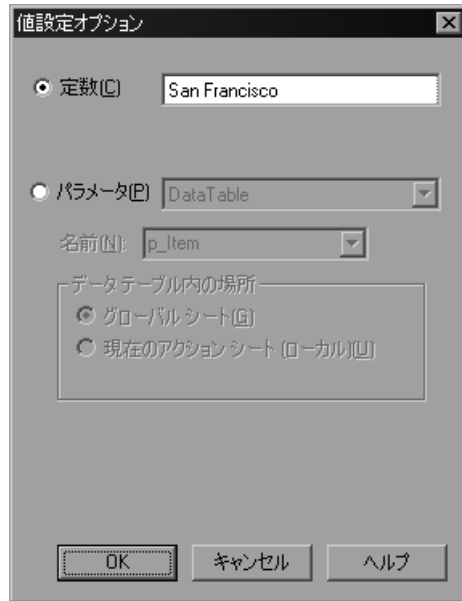 値設定オプション
定数(C) San Francisco
パラメータ(P) DataTable
名前(N): p_Item
データ テーブル内の場所
グローバル シート(G)
現在のアクション シート (ローカル)(U)
OK キャンセル ヘルプ